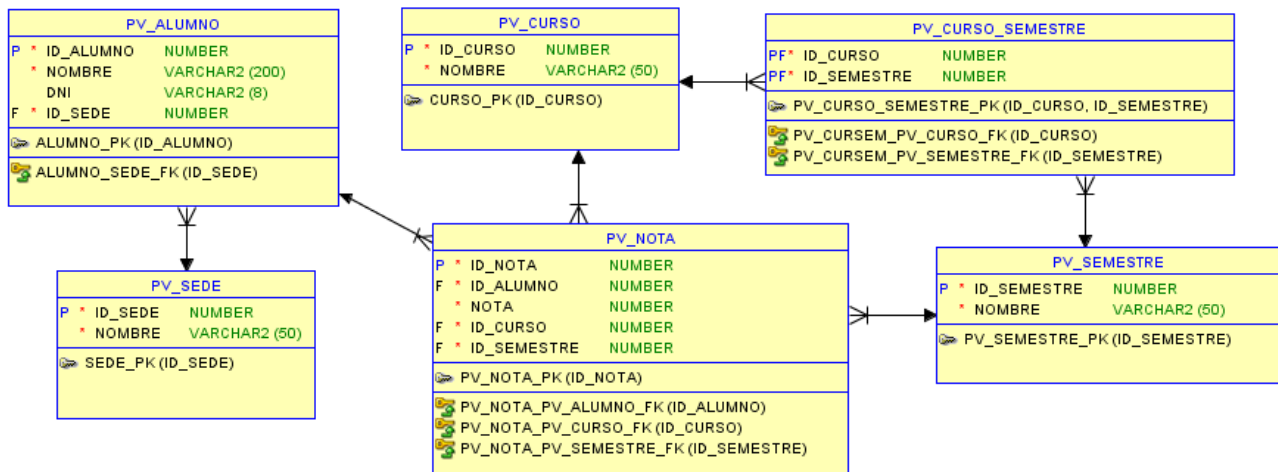 PV_ALUMNO
P * ID_ALUMNO NUMBER
* NOMBRE VARCHAR2 (200)
DNI VARCHAR2 (8)
F * ID_SEDE NUMBER
ALUMNO_PK (ID_ALUMNO)
ALUMNO_SEDE_FK (ID_SEDE)
PV_CURSO
P * ID_CURSO NUMBER
* NOMBRE VARCHAR2 (50)
CURSO_PK (ID_CURSO)
PV_CURSO_SEMESTRE
PF* ID_CURSO NUMBER
PF* ID_SEMESTRE NUMBER
PV_CURSO_SEMESTRE_PK (ID_CURSO, ID_SEMESTRE)
PV_CURSEM_PV_CURSO_FK (ID_CURSO)
PV_CURSEM_PV_SEMESTRE_FK (ID_SEMESTRE)
PV_SEDE
P * ID_SEDE NUMBER
* NOMBRE VARCHAR2 (50)
SEDE_PK (ID_SEDE)
PV_NOTA
P * ID_NOTA NUMBER
F * ID_ALUMNO NUMBER
* NOTA NUMBER
F * ID_CURSO NUMBER
F * ID_SEMESTRE NUMBER
PV_NOTA_PK (ID_NOTA)
PV_NOTA_PV_ALUMNO_FK (ID_ALUMNO)
PV_NOTA_PV_CURSO_FK (ID_CURSO)
PV_NOTA_PV_SEMESTRE_FK (ID_SEMESTRE)
PV_SEMESTRE
P * ID_SEMESTRE NUMBER
* NOMBRE VARCHAR2 (50)
PV_SEMESTRE_PK (ID_SEMESTRE)